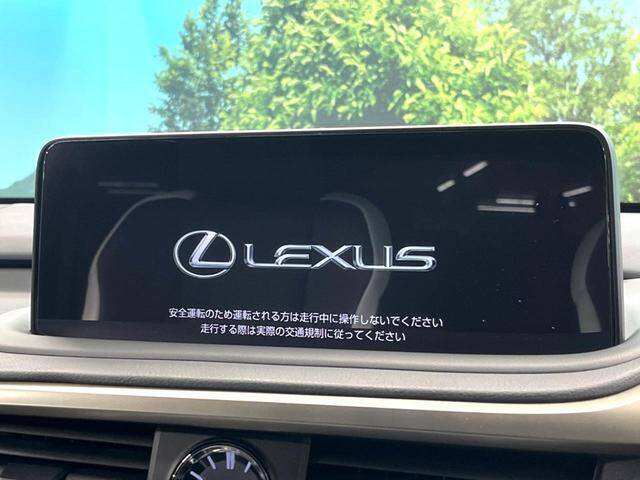 LEXUS
安全運転のため運転される方は走行中に操作しないでください
走行する際は実際の交通規制に従ってください